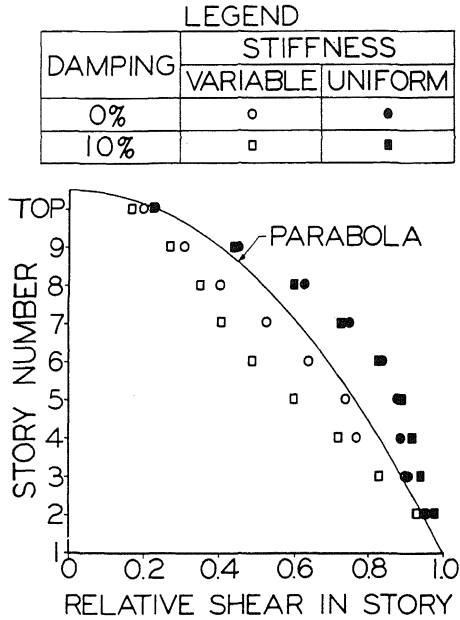 LEGEND
DAMPING STIFFNESS
VARIABLE UNIFORM
0%
10%
TOP
PARABOLA
9
8
7
6
5
4
3
2
1
STORY NUMBER
0 0.2 0.4 0.6 0.8 1.0
RELATIVE SHEAR IN STORY